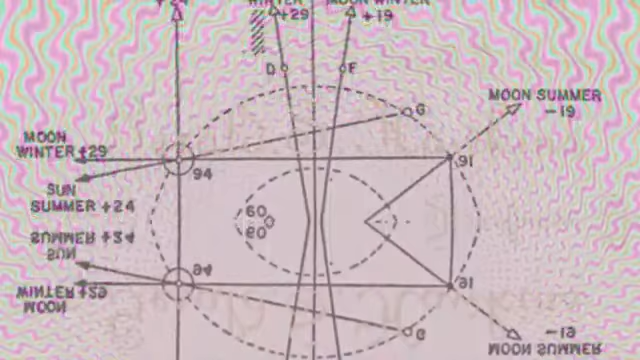 +24
WINTER
MOON WINTER
+29
+19
D
F
G
MOON SUMMER
-19
MOON
WINTER +29
91
94
SUN
SUMMER +24
60
60
SUMMER +24
SUN
94
91
WINTER +29
MOON
G
-19
MOON SUMMER